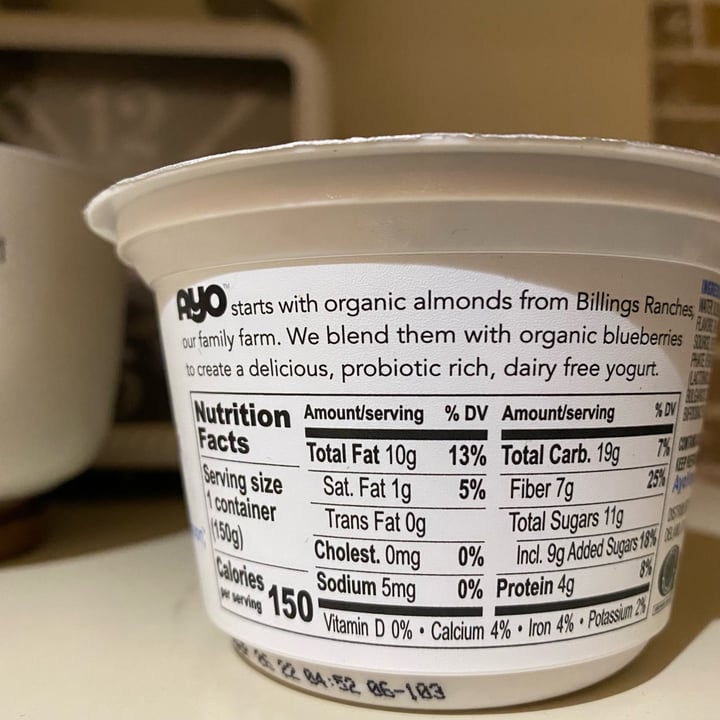 AYO™ starts with organic almonds from Billings Ranches,
our family farm. We blend them with organic blueberries
to create a delicious, probiotic rich, dairy free yogurt.
Nutrition
Facts
Serving size
1 container
(150g)
Calories
per serving 150
Amount/serving % DV
Total Fat 10g 13%
Sat. Fat 1g 5%
Trans Fat 0g
Cholest. 0mg 0%
Sodium 5mg 0%
Amount/serving % DV
Total Carb. 19g 7%
Fiber 7g 25%
Total Sugars 11g
Incl. 9g Added Sugars 18%
Protein 4g 8%
Vitamin D 0% • Calcium 4% • Iron 4% • Potassium 2%
22 04:52 06-103
12